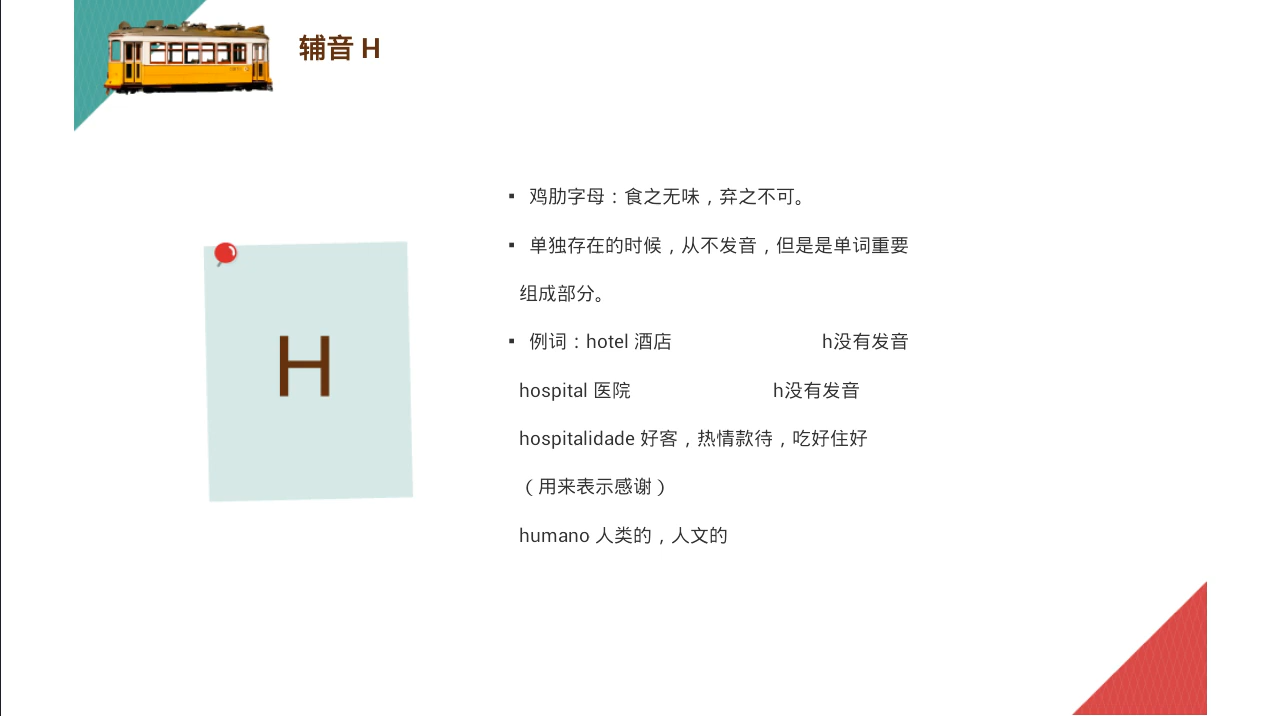 辅音 H
H
▪ 鸡肋字母：食之无味，弃之不可。
▪ 单独存在的时候，从不发音，但是是单词重要
组成部分。
▪ 例词：hotel 酒店 h没有发音
hospital 医院 h没有发音
hospitalidade 好客，热情款待，吃好住好
（用来表示感谢）
humano 人类的，人文的